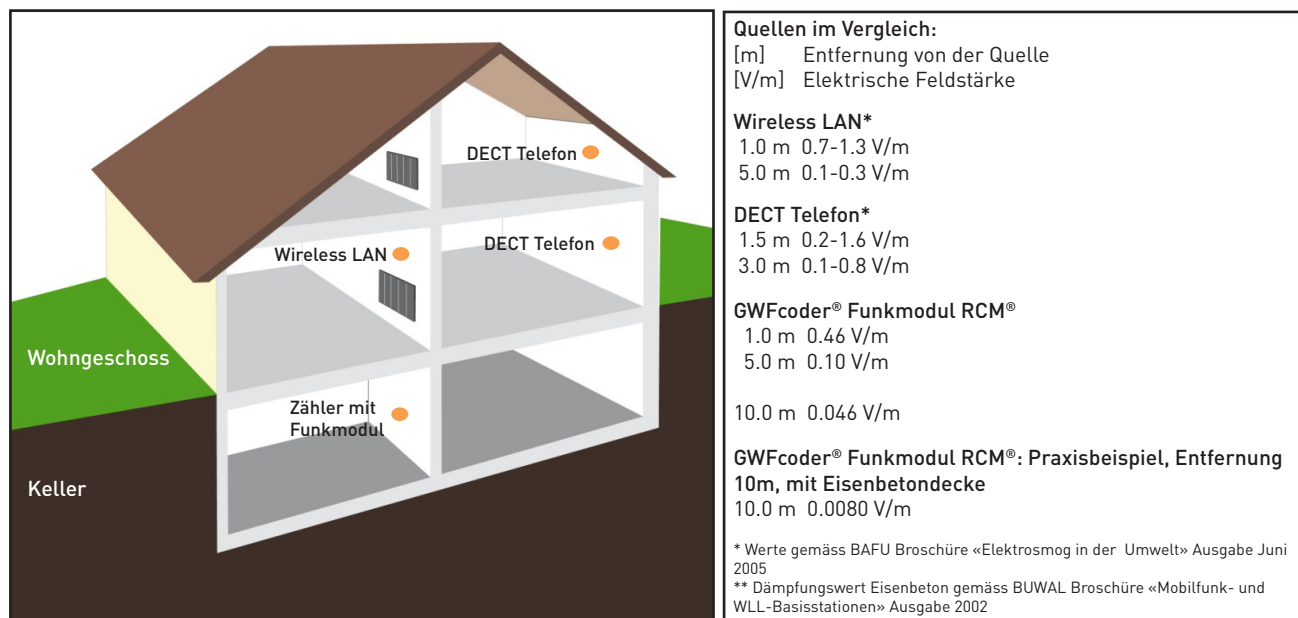 DECT Telefon
Wireless LAN
DECT Telefon
Wohngeschoss
Zähler mit
Funkmodul
Keller
Quellen im Vergleich:
[m] Entfernung von der Quelle
[V/m] Elektrische Feldstärke
Wireless LAN*
1.0 m 0.7-1.3 V/m
5.0 m 0.1-0.3 V/m
DECT Telefon*
1.5 m 0.2-1.6 V/m
3.0 m 0.1-0.8 V/m
GWFcoder® Funkmodul RCM®
1.0 m 0.46 V/m
5.0 m 0.10 V/m
10.0 m 0.046 V/m
GWFcoder® Funkmodul RCM®: Praxisbeispiel, Entfernung
10m, mit Eisenbetondecke
10.0 m 0.0080 V/m
* Werte gemäss BAFU Broschüre «Elektrosmog in der Umwelt» Ausgabe Juni
2005
** Dämpfungswert Eisenbeton gemäss BUWAL Broschüre «Mobilfunk- und
WLL-Basisstationen» Ausgabe 2002